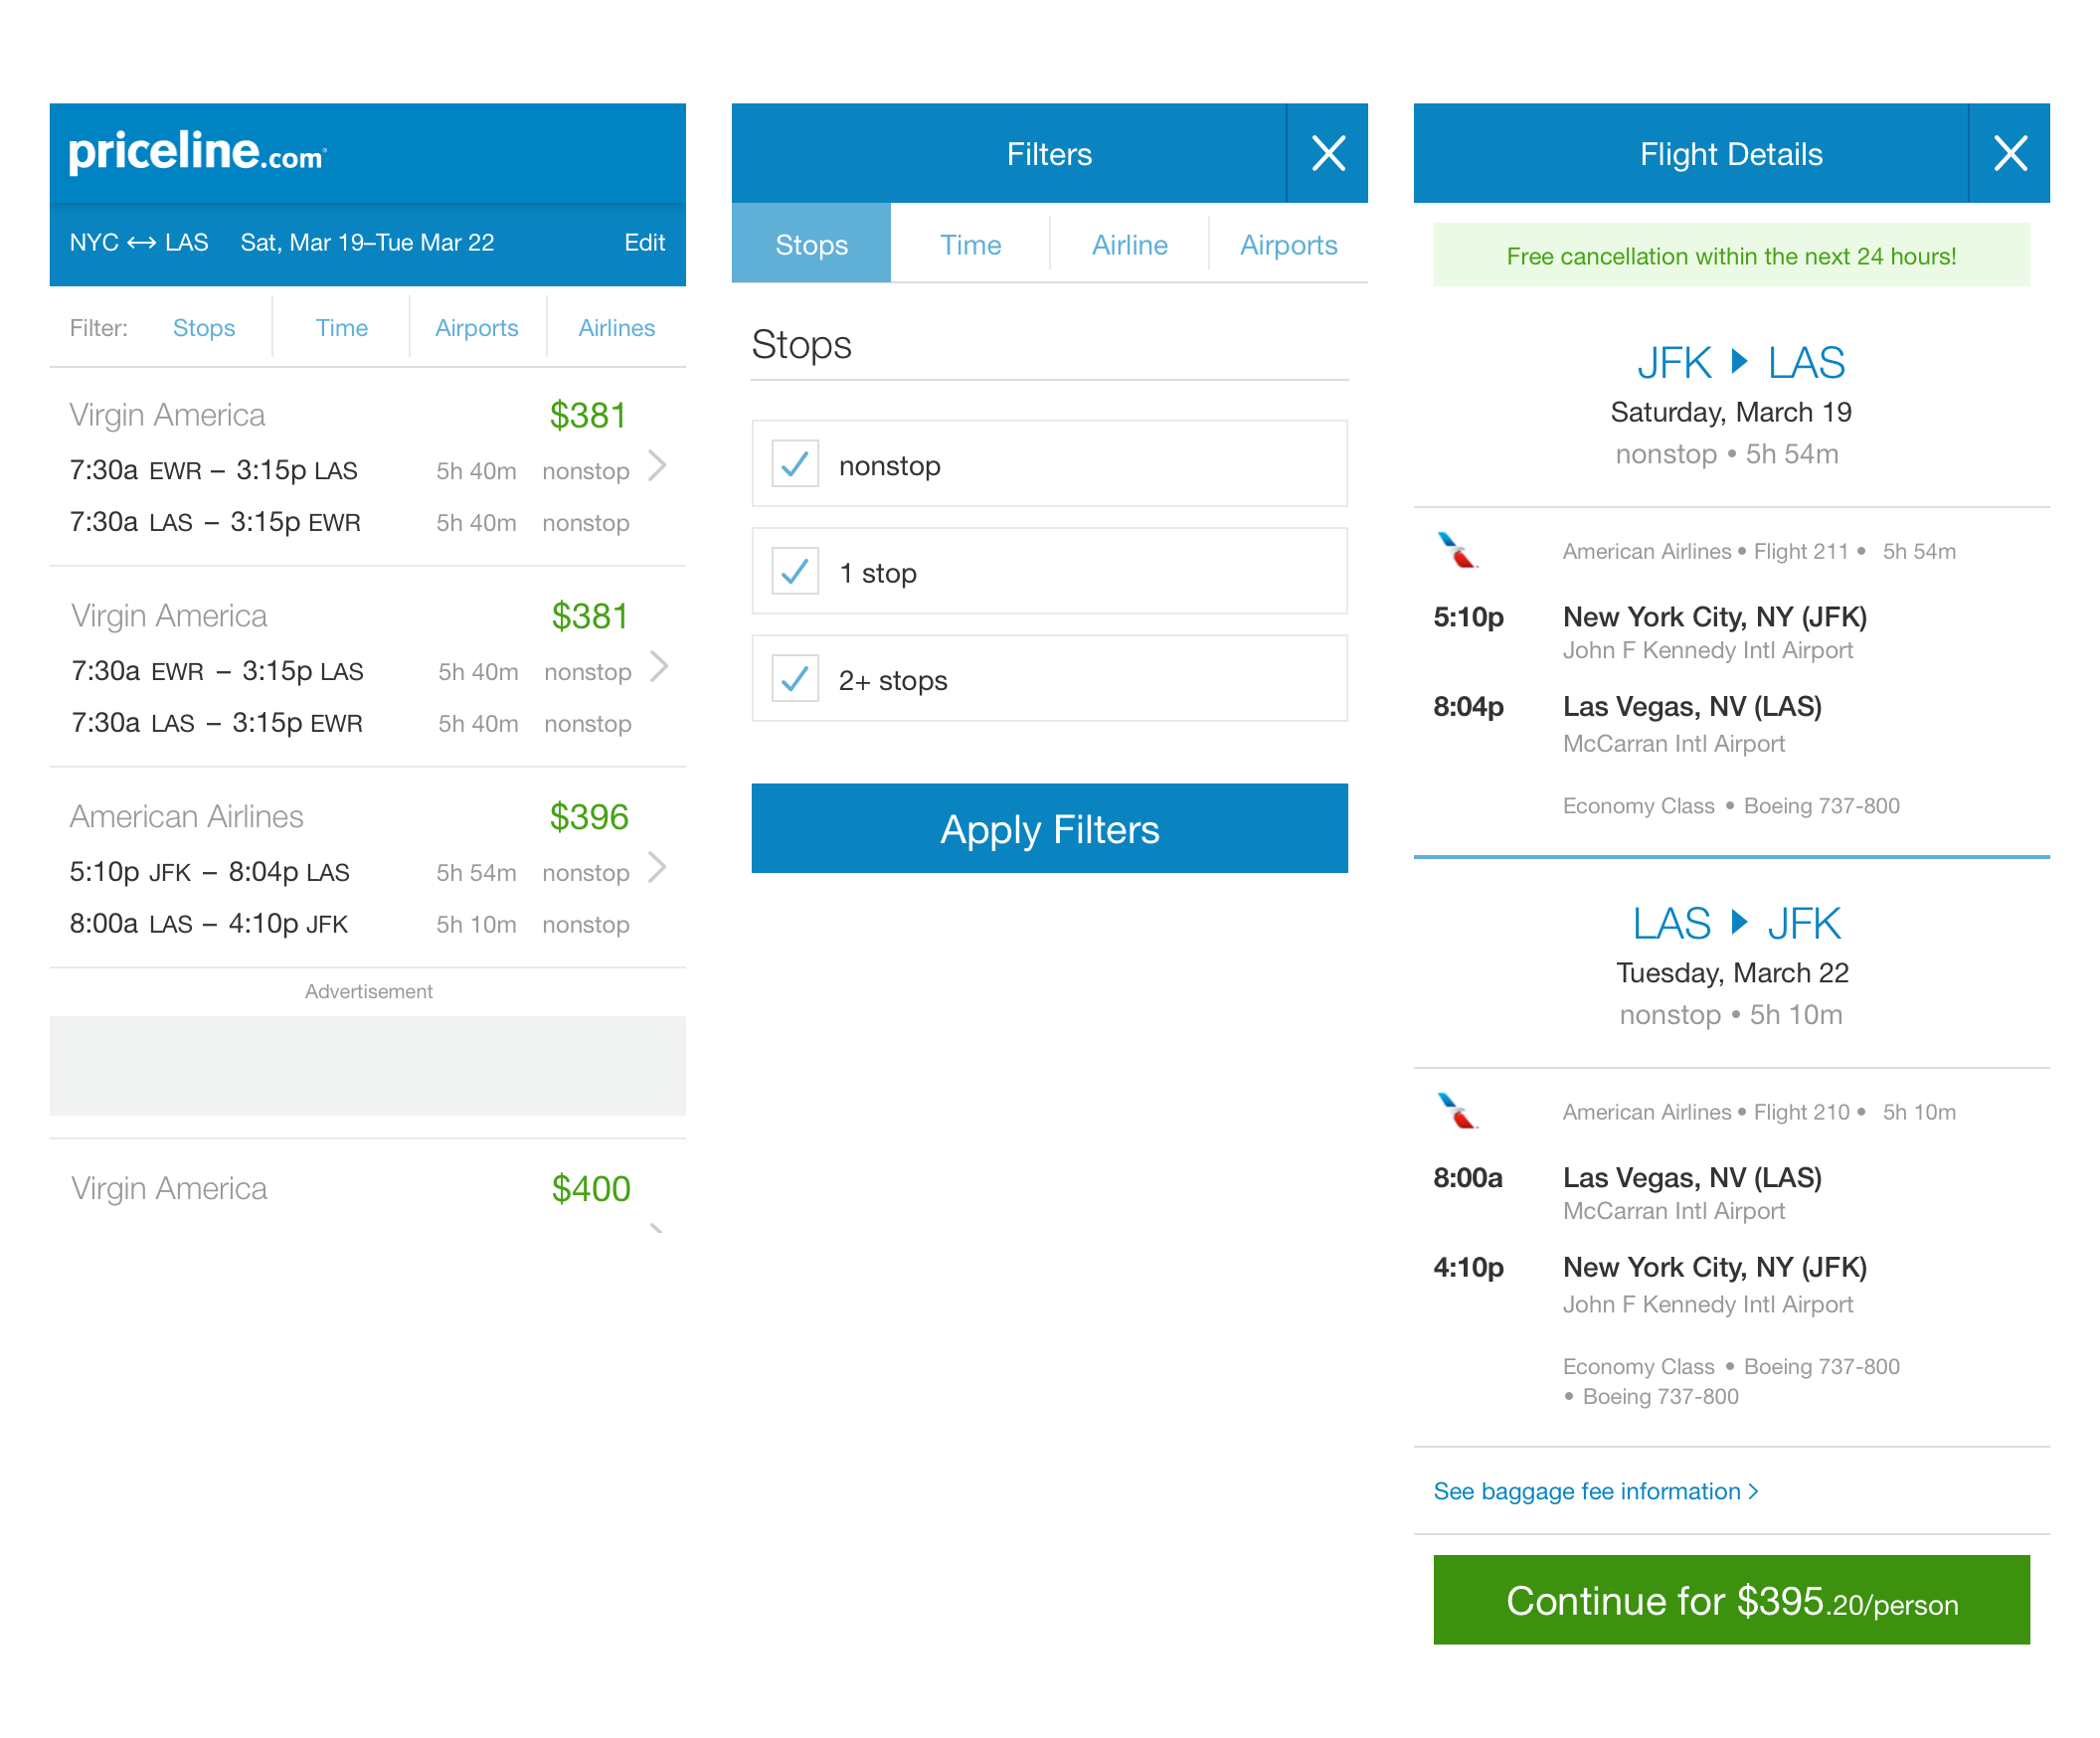 priceline.com
NYC ↔ LAS Sat, Mar 19–Tue Mar 22 Edit
Filter: Stops Time Airports Airlines
Virgin America $381
7:30a EWR – 3:15p LAS 5h 40m nonstop
7:30a LAS – 3:15p EWR 5h 40m nonstop
Virgin America $381
7:30a EWR – 3:15p LAS 5h 40m nonstop
7:30a LAS – 3:15p EWR 5h 40m nonstop
American Airlines $396
5:10p JFK – 8:04p LAS 5h 54m nonstop
8:00a LAS – 4:10p JFK 5h 10m nonstop
Advertisement
Virgin America $400
Filters
Stops Time Airline Airports
Stops
nonstop
1 stop
2+ stops
Apply Filters
Flight Details
Free cancellation within the next 24 hours!
JFK ▶ LAS
Saturday, March 19
nonstop • 5h 54m
American Airlines • Flight 211 • 5h 54m
5:10p New York City, NY (JFK)
John F Kennedy Intl Airport
8:04p Las Vegas, NV (LAS)
McCarran Intl Airport
Economy Class • Boeing 737-800
LAS ▶ JFK
Tuesday, March 22
nonstop • 5h 10m
American Airlines • Flight 210 • 5h 10m
8:00a Las Vegas, NV (LAS)
McCarran Intl Airport
4:10p New York City, NY (JFK)
John F Kennedy Intl Airport
Economy Class • Boeing 737-800
• Boeing 737-800
See baggage fee information >
Continue for $395.20/person